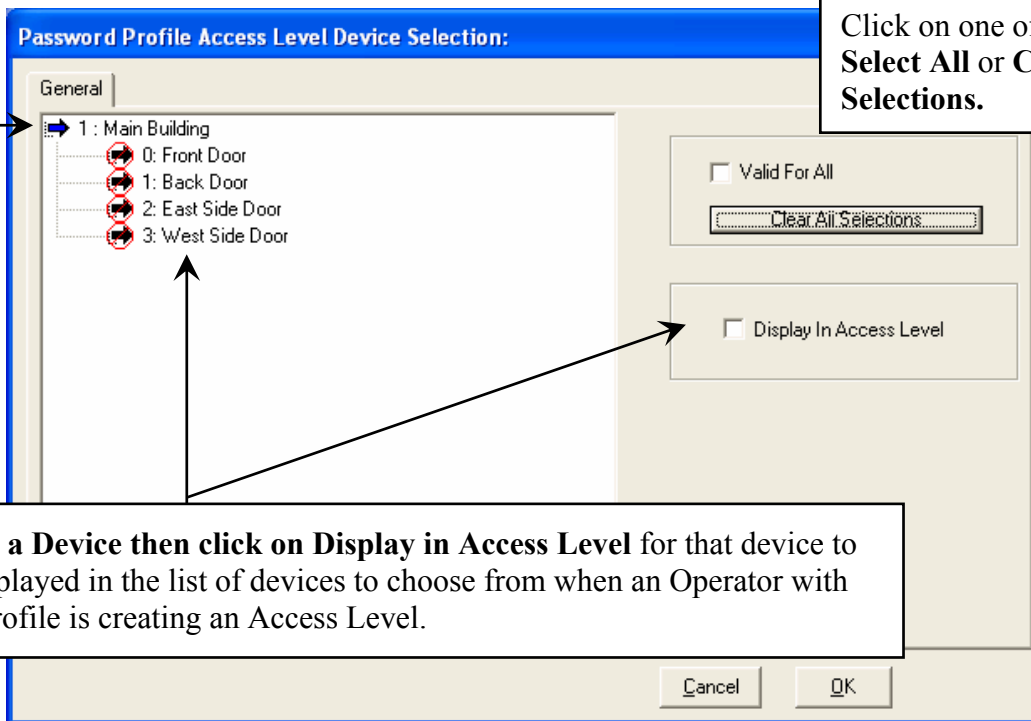 Password Profile Access Level Device Selection:
Click on one
Select All or
Selections.
General
1 : Main Building
0: Front Door
1: Back Door
2: East Side Door
3: West Side Door
Valid For All
Clear All Selections
Display In Access Level
a Device then click on Display in Access Level for that device to
in the list of devices to choose from when an Operator with
is creating an Access Level.
Cancel
OK